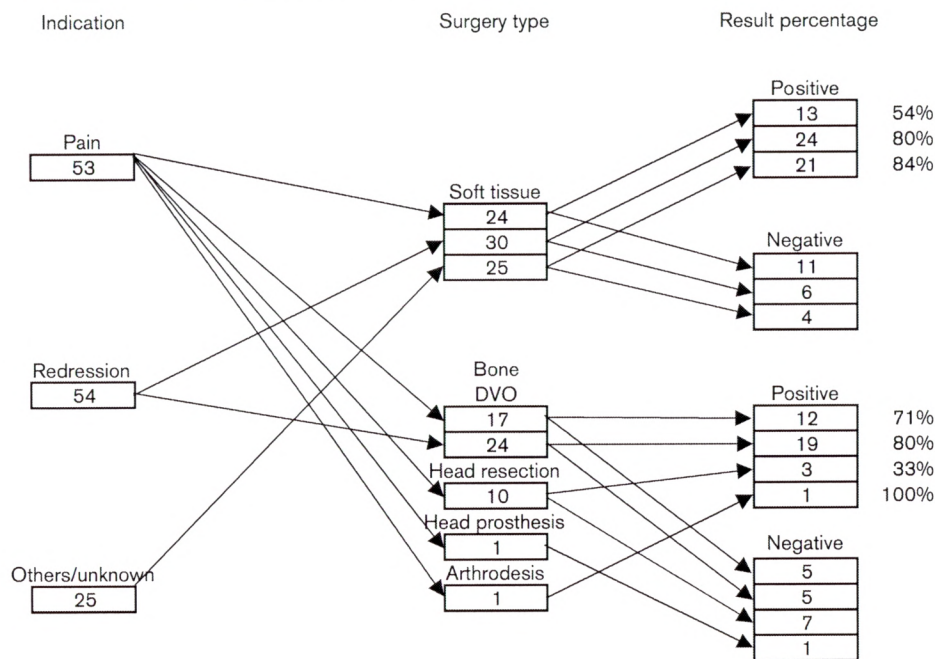 Indication
Surgery type
Result percentage
Pain
53
Redression
54
Others/unknown
25
Soft tissue
24
30
25
Bone
DVO
17
24
Head resection
10
Head prosthesis
1
Arthrodesis
1
Positive
13 54%
24 80%
21 84%
Negative
11
6
4
Positive
12 71%
19 80%
3 33%
1 100%
Negative
5
5
7
1